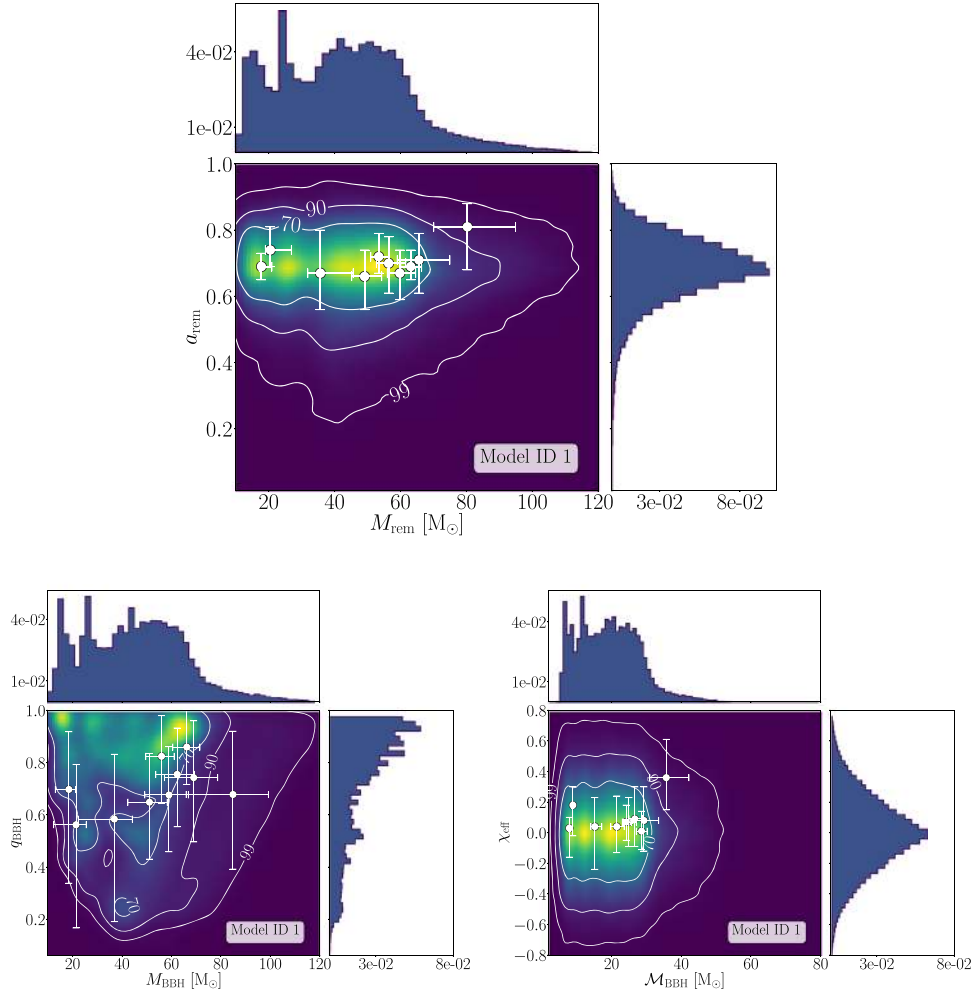 4e-02
1e-02
1.0
0.8
0.6
0.4
0.2
a_rem
90
70
99
Model ID 1
20 40 60 80 100 120
M_rem [M⊙]
3e-02 8e-02
4e-02
1e-02
1.0
0.8
0.6
0.4
0.2
q_BBH
70
90
99
70
Model ID 1
20 40 60 80 100 120
M_BBH [M⊙]
3e-02 8e-02
4e-02
1e-02
0.8
0.6
0.4
0.2
0.0
−0.2
−0.4
−0.6
−0.8
χ_eff
99
90
70
Model ID 1
20 40 60 80
ℳ_BBH [M⊙]
3e-02 8e-02